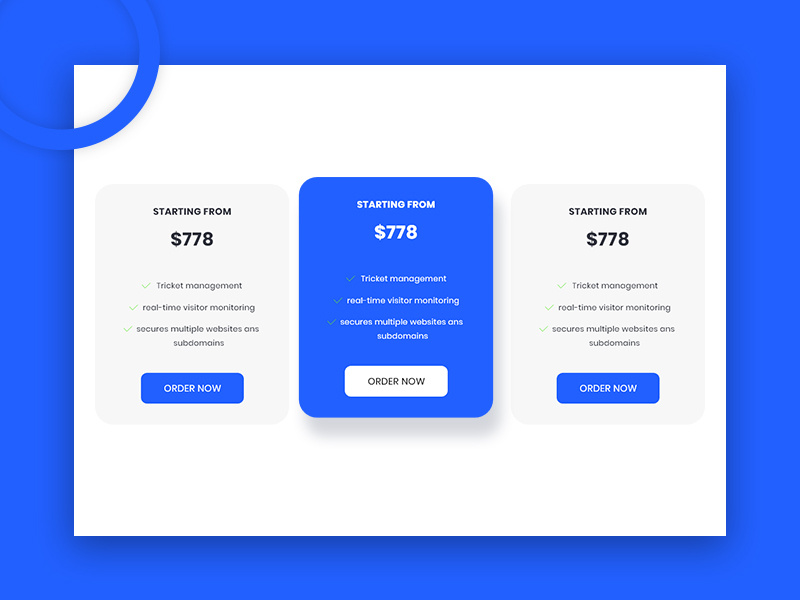 STARTING FROM
$778
Tricket management
real-time visitor monitoring
secures multiple websites ans
subdomains
ORDER NOW
STARTING FROM
$778
Tricket management
real-time visitor monitoring
secures multiple websites ans
subdomains
ORDER NOW
STARTING FROM
$778
Tricket management
real-time visitor monitoring
secures multiple websites ans
subdomains
ORDER NOW